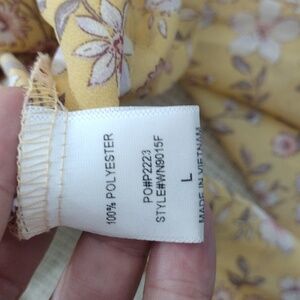 100% POLYESTER
PO#P2223
STYLE#WN9015F
L
MADE IN VIETNAM